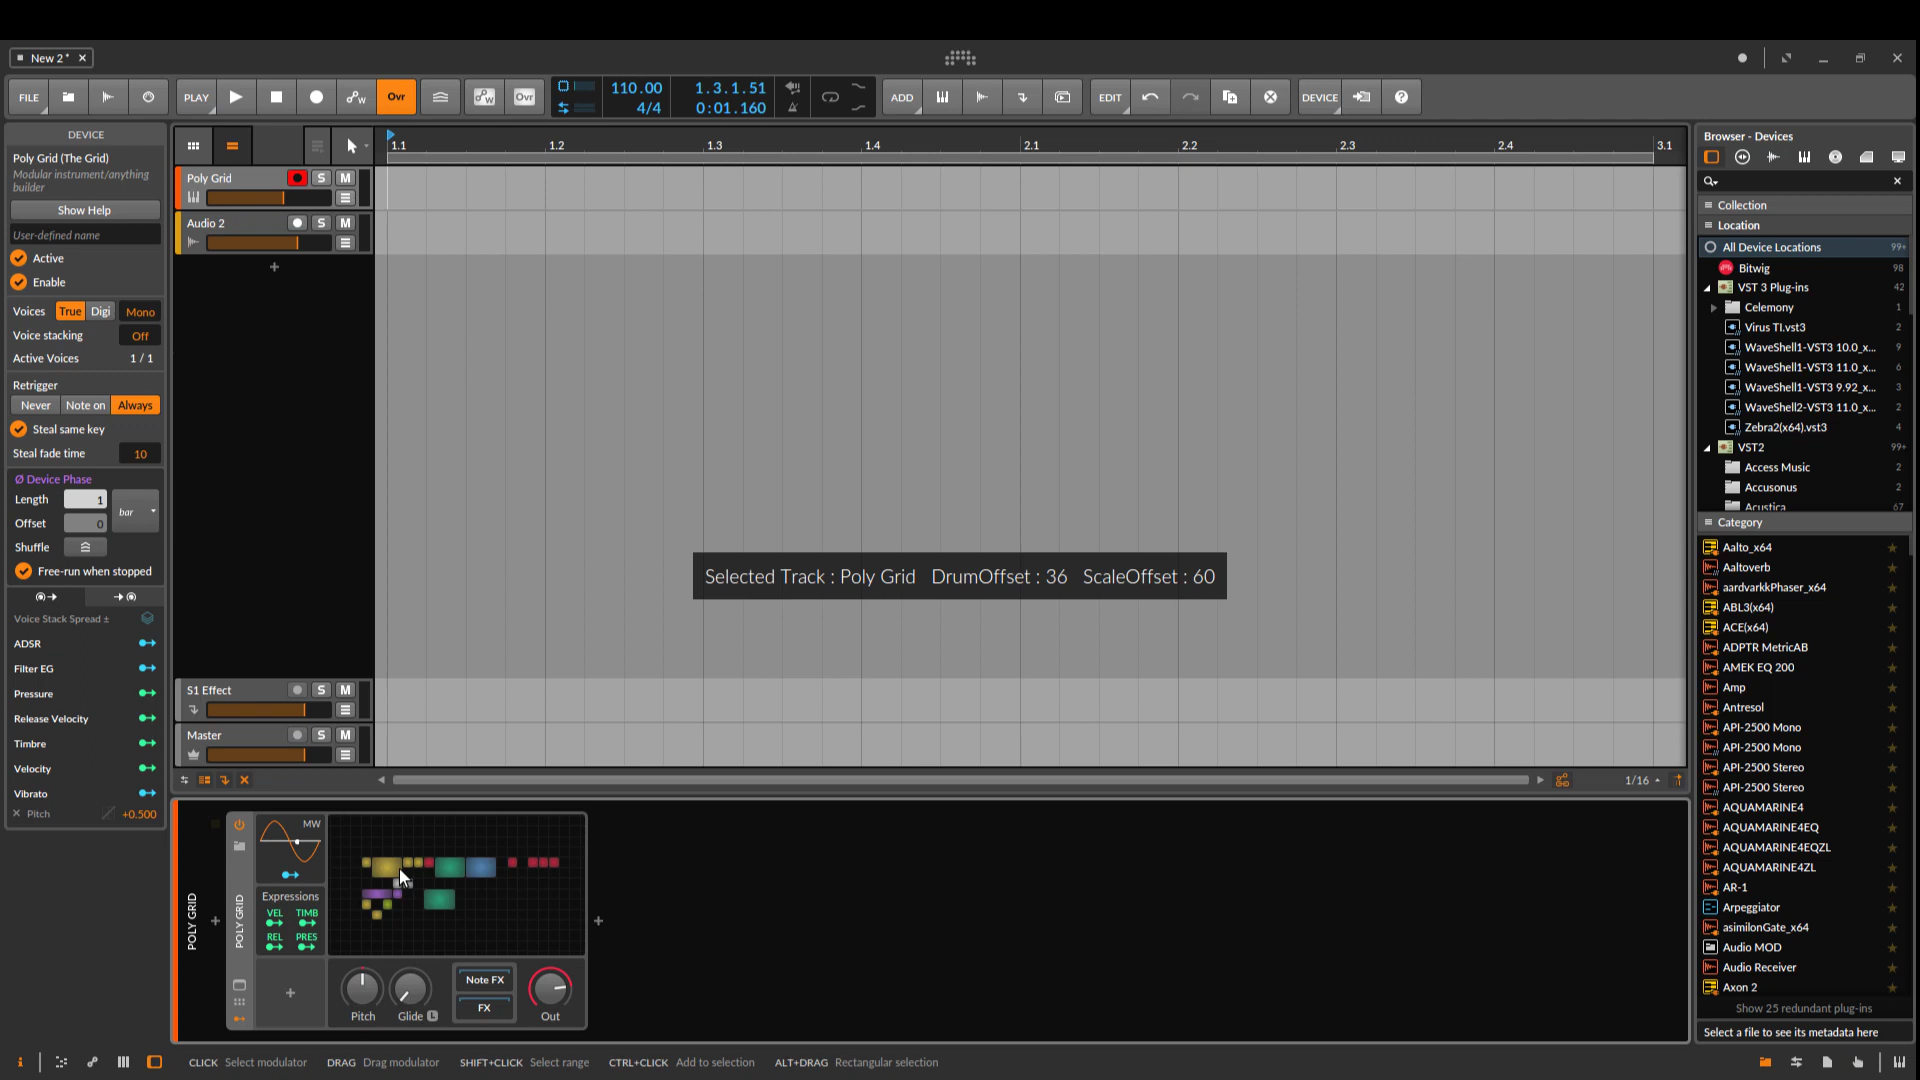 New 2*
FILE
PLAY
Ovr
Ovr
110.00
4/4
1.3.1.51
0:01.160
ADD
EDIT
DEVICE
DEVICE
Poly Grid (The Grid)
Modular instrument/anything
builder
Show Help
User-defined name
Active
Enable
Voices True Digi Mono
Voice stacking Off
Active Voices 1 / 1
Retrigger
Never Note on Always
Steal same key
Steal fade time 10
Ø Device Phase
Length 1
bar
Offset 0
Shuffle
Free-run when stopped
Voice Stack Spread ±
ADSR
Filter EG
Pressure
Release Velocity
Timbre
Velocity
Vibrato
Pitch +0.500
1.1 1.2 1.3 1.4 2.1 2.2 2.3 2.4 3.1
Poly Grid S M
Audio 2 S M
+
Selected Track : Poly Grid DrumOffset : 36 ScaleOffset : 60
S1 Effect S M
Master S M
1/16
POLY GRID
POLY GRID
MW
Expressions
VEL TIMB
REL PRES
Pitch
Glide L
Note FX
FX
Out
Browser - Devices
Collection
Location
All Device Locations 99+
Bitwig 98
VST 3 Plug-ins 42
Celemony 1
Virus TI.vst3 2
WaveShell1-VST3 10.0_x... 9
WaveShell1-VST3 11.0_x... 6
WaveShell1-VST3 9.92_x... 3
WaveShell2-VST3 11.0_x... 2
Zebra2(x64).vst3 4
VST2 99+
Access Music 2
Accusonus 2
Acustica 67
Category
Aalto_x64
Aaltoverb
aardvarkkPhaser_x64
ABL3(x64)
ACE(x64)
ADPTR MetricAB
AMEK EQ 200
Amp
Antresol
API-2500 Mono
API-2500 Mono
API-2500 Stereo
API-2500 Stereo
AQUAMARINE4
AQUAMARINE4EQ
AQUAMARINE4EQZL
AQUAMARINE4ZL
AR-1
Arpeggiator
asimilonGate_x64
Audio MOD
Audio Receiver
Axon 2
Show 25 redundant plug-ins
Select a file to see its metadata here
CLICK Select modulator DRAG Drag modulator SHIFT+CLICK Select range CTRL+CLICK Add to selection ALT+DRAG Rectangular selection